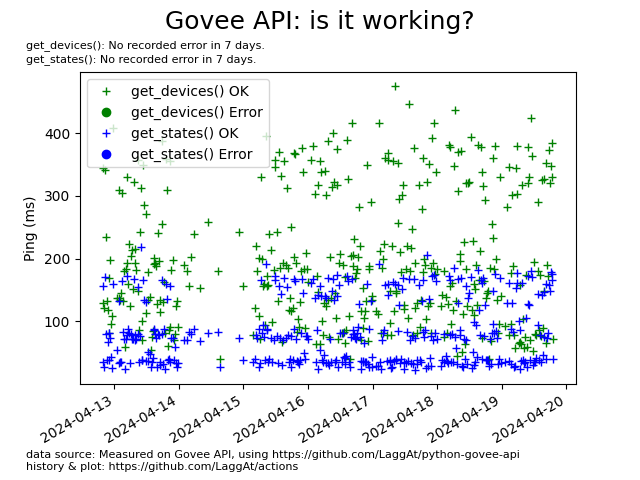 Govee API: is it working?
get_devices(): No recorded error in 7 days.
get_states(): No recorded error in 7 days.
get_devices() OK
get_devices() Error
get_states() OK
get_states() Error
400
300
200
100
Ping (ms)
2024-04-13
2024-04-14
2024-04-15
2024-04-16
2024-04-17
2024-04-18
2024-04-19
2024-04-20
data source: Measured on Govee API, using https://github.com/LaggAt/python-govee-api
history & plot: https://github.com/LaggAt/actions